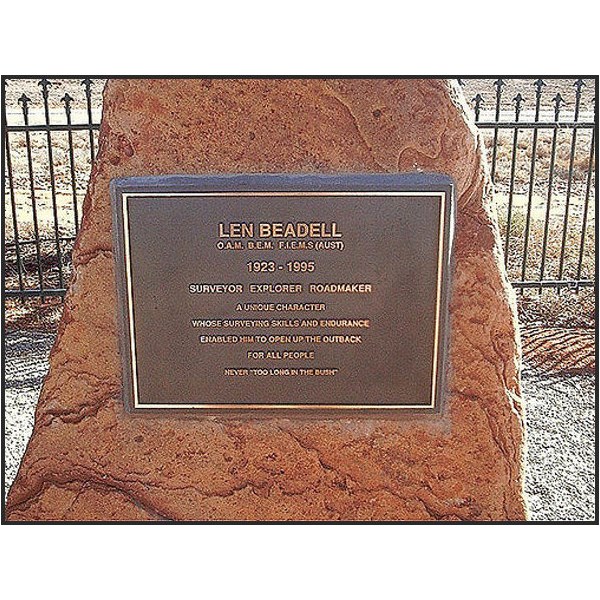 LEN BEADELL
O.A.M. B.E.M. F.I.E.M.S (AUST)
1923 - 1995
SURVEYOR EXPLORER ROADMAKER
A UNIQUE CHARACTER
WHOSE SURVEYING SKILLS AND ENDURANCE
ENABLED HIM TO OPEN UP THE OUTBACK
FOR ALL PEOPLE
NEVER "TOO LONG IN THE BUSH"